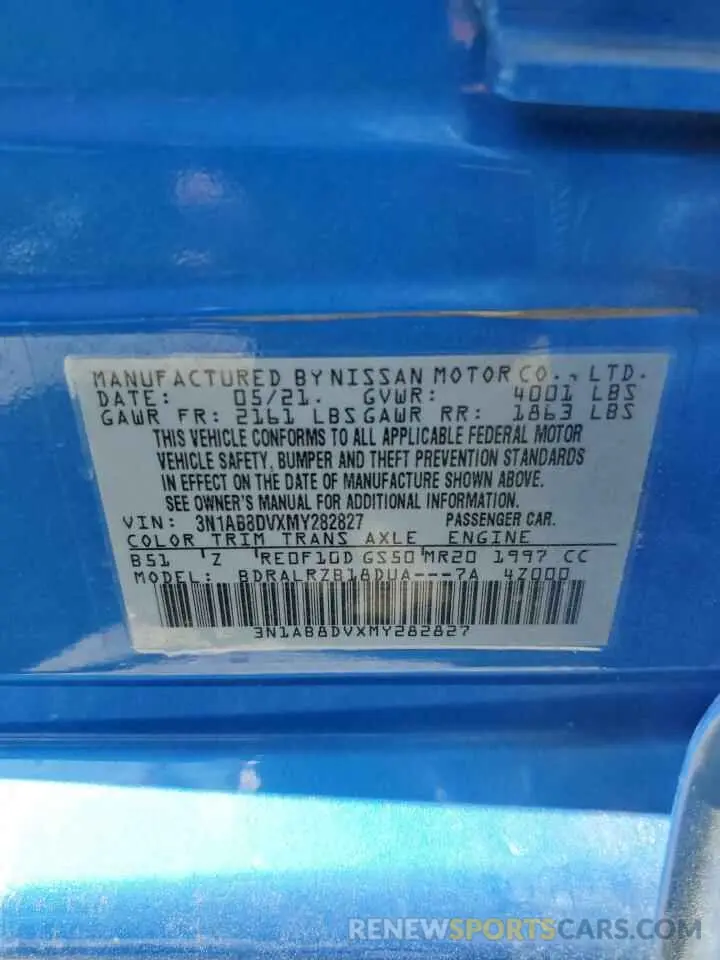 MANUFACTURED BY NISSAN MOTOR CO., LTD.
DATE: 05/21. GVWR: 4001 LBS
GAWR FR: 2161 LBS GAWR RR: 1863 LBS
THIS VEHICLE CONFORMS TO ALL APPLICABLE FEDERAL MOTOR
VEHICLE SAFETY, BUMPER AND THEFT PREVENTION STANDARDS
IN EFFECT ON THE DATE OF MANUFACTURE SHOWN ABOVE.
SEE OWNER'S MANUAL FOR ADDITIONAL INFORMATION.
VIN: 3N1AB8DVXMY282827 PASSENGER CAR.
COLOR TRIM TRANS AXLE ENGINE
B51 Z RE0F10D GS50 MR20 1997 CC
MODEL: BDRALRZB18DUA---7A 4Z000
3N1AB8DVXMY282827
RENEWSPORTSCARS.COM